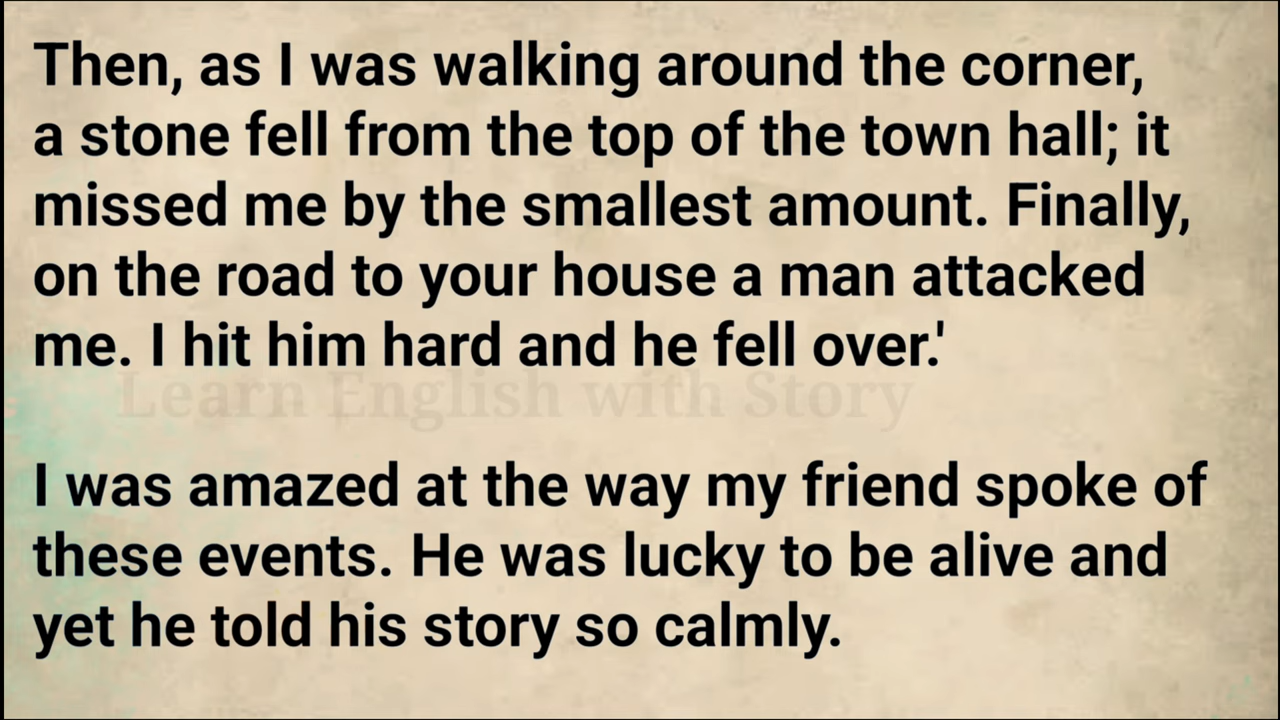 Then, as I was walking around the corner,
a stone fell from the top of the town hall; it
missed me by the smallest amount. Finally,
on the road to your house a man attacked
me. I hit him hard and he fell over.'
Learn English with Story
I was amazed at the way my friend spoke of
these events. He was lucky to be alive and
yet he told his story so calmly.